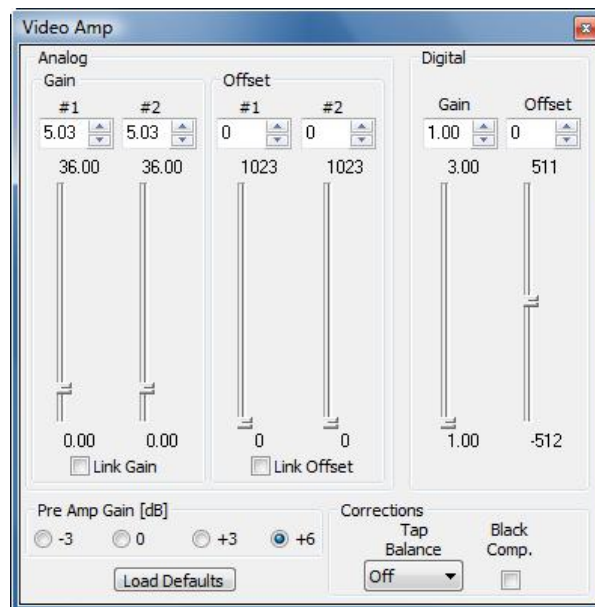 Video Amp
Analog
Digital
Gain
Offset
#1 #2 #1 #2 Gain Offset
5.03 5.03 0 0 1.00 0
36.00 36.00 1023 1023 3.00 511
0.00 0.00 0 0 1.00 -512
Link Gain
Link Offset
Pre Amp Gain [dB]
-3 0 +3 +6
Load Defaults
Corrections
Tap Balance
Black Comp.
Off